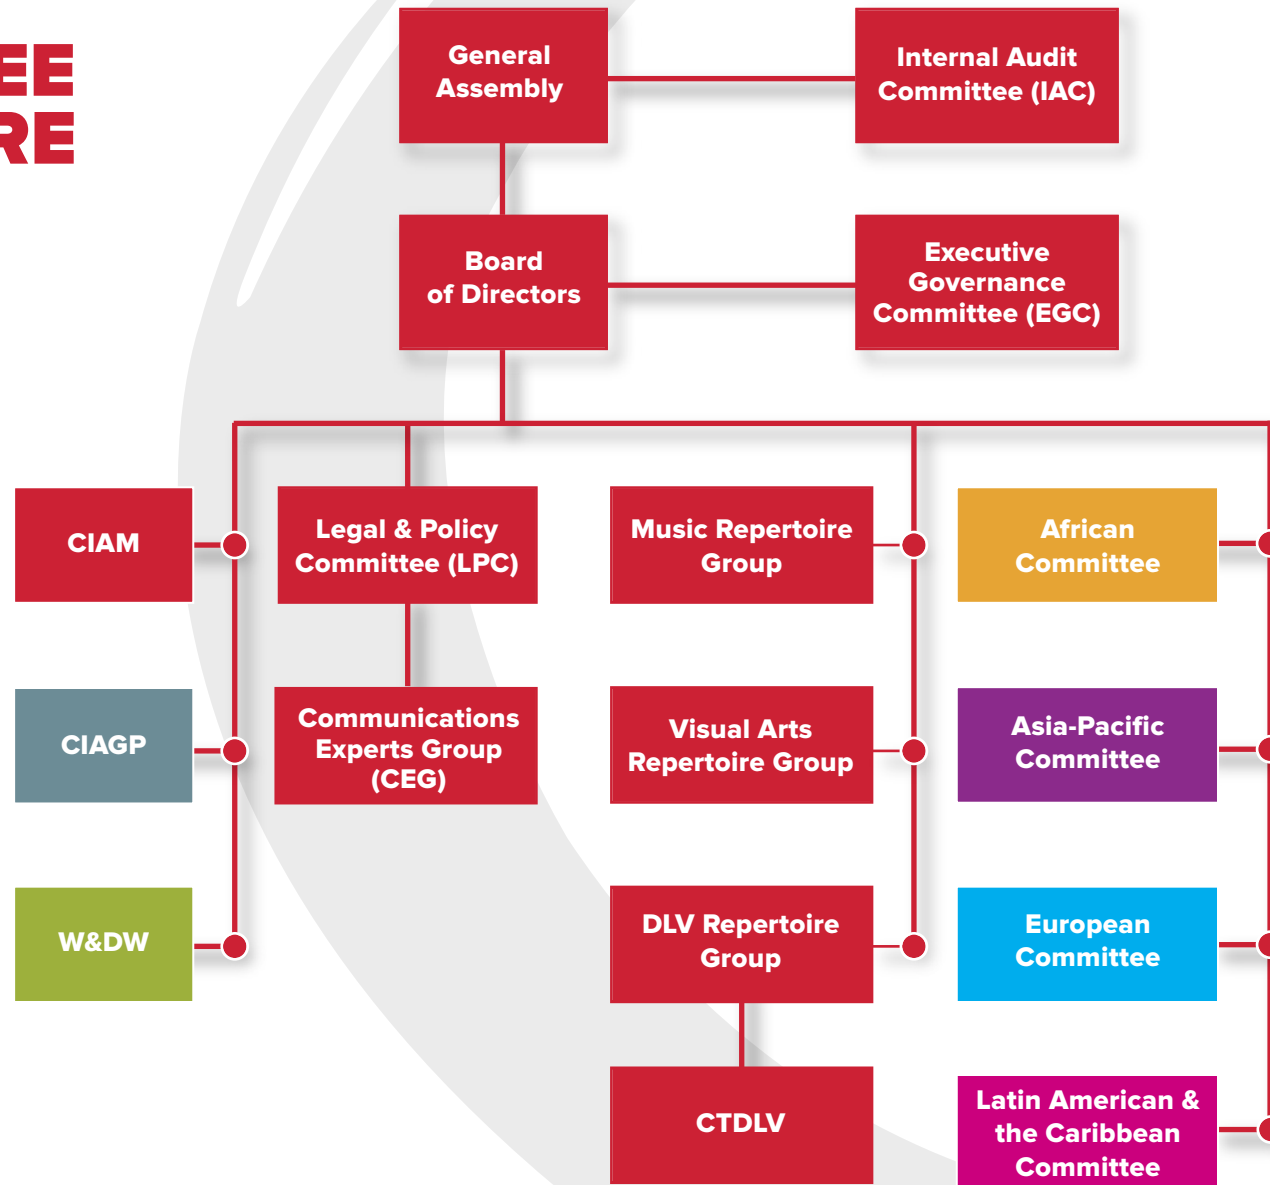 EE
RE
General
Assembly
Internal Audit
Committee (IAC)
Board
of Directors
Executive
Governance
Committee (EGC)
CIAM
Legal & Policy
Committee (LPC)
Music Repertoire
Group
African
Committee
CIAGP
Communications
Experts Group
(CEG)
Visual Arts
Repertoire Group
Asia-Pacific
Committee
W&DW
DLV Repertoire
Group
European
Committee
CTDLV
Latin American &
the Caribbean
Committee